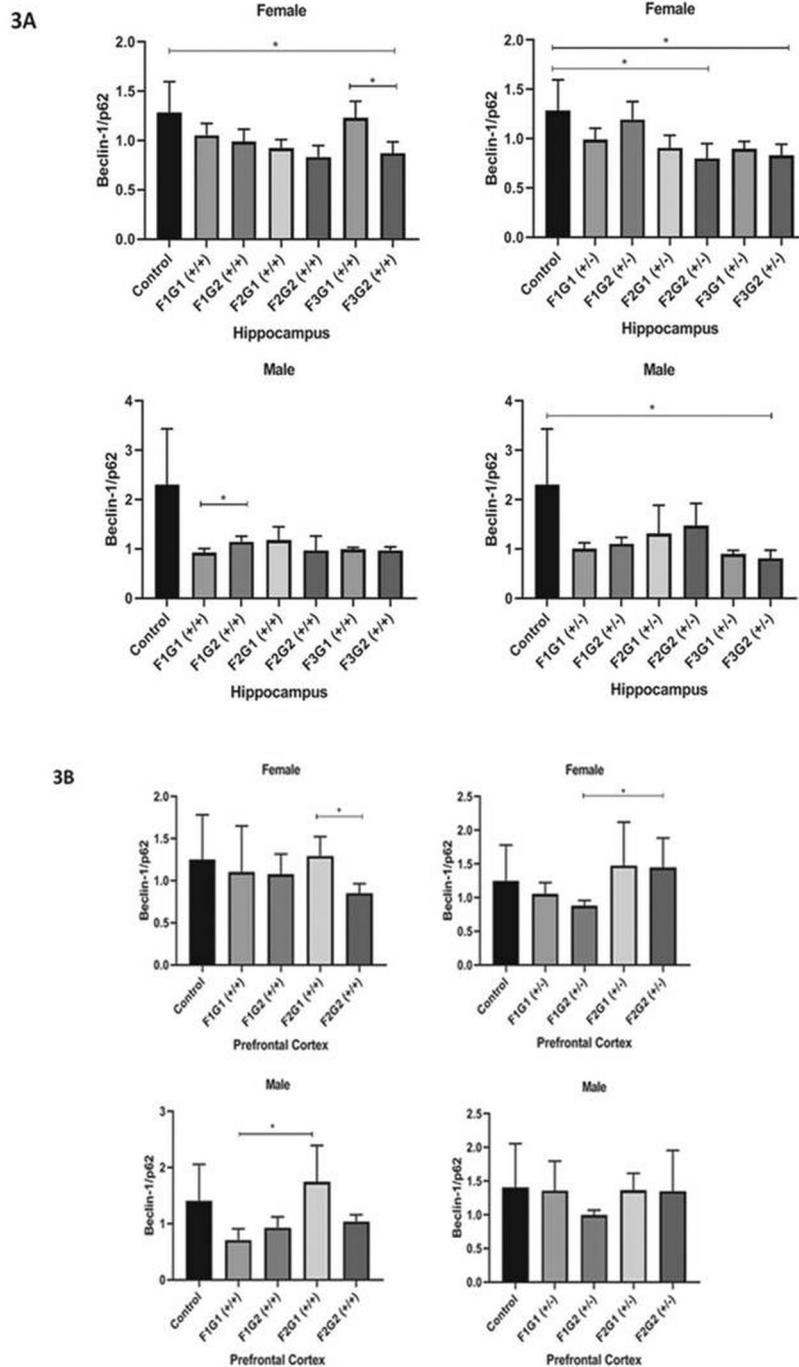 3A
Female
*
*
Beclin-1/p62
2.0
1.5
1.0
0.5
0.0
Control
F1G1 (+/+)
F1G2 (+/+)
F2G1 (+/+)
F2G2 (+/+)
F3G1 (+/+)
F3G2 (+/+)
Hippocampus
Female
*
*
Beclin-1/p62
2.0
1.5
1.0
0.5
0.0
Control
F1G1 (+/-)
F1G2 (+/-)
F2G1 (+/-)
F2G2 (+/-)
F3G1 (+/-)
F3G2 (+/-)
Hippocampus
Male
*
Beclin-1/p62
4
3
2
1
0
Control
F1G1 (+/+)
F1G2 (+/+)
F2G1 (+/+)
F2G2 (+/+)
F3G1 (+/+)
F3G2 (+/+)
Hippocampus
Male
*
Beclin-1/p62
4
3
2
1
0
Control
F1G1 (+/-)
F1G2 (+/-)
F2G1 (+/-)
F2G2 (+/-)
F3G1 (+/-)
F3G2 (+/-)
Hippocampus
3B
Female
*
Beclin-1/p62
2.0
1.5
1.0
0.5
0.0
Control
F1G1 (+/+)
F1G2 (+/+)
F2G1 (+/+)
F2G2 (+/+)
Prefrontal Cortex
Female
*
Beclin-1/p62
2.5
2.0
1.5
1.0
0.5
0.0
Control
F1G1 (+/-)
F1G2 (+/-)
F2G1 (+/-)
F2G2 (+/-)
Prefrontal Cortex
Male
*
Beclin-1/p62
3
2
1
0
Control
F1G1 (+/+)
F1G2 (+/+)
F2G1 (+/+)
F2G2 (+/+)
Prefrontal Cortex
Male
Beclin-1/p62
2.5
2.0
1.5
1.0
0.5
0.0
Control
F1G1 (+/-)
F1G2 (+/-)
F2G1 (+/-)
F2G2 (+/-)
Prefrontal Cortex